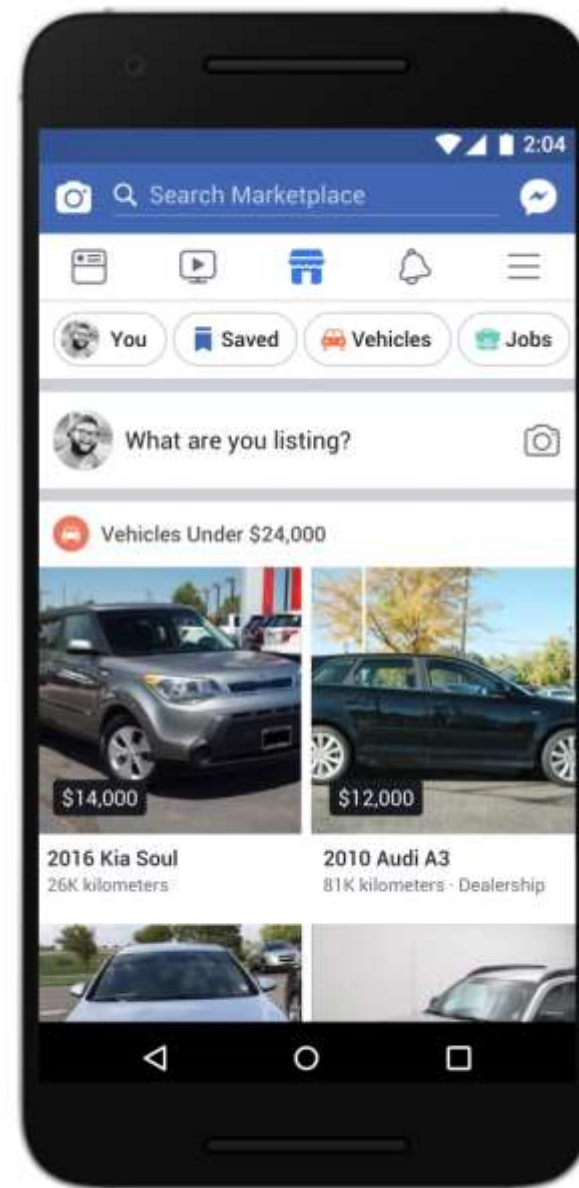 2:04
Search Marketplace
You Saved Vehicles Jobs
What are you listing?
Vehicles Under $24,000
$14,000 $12,000
2016 Kia Soul 2010 Audi A3
26K kilometers 81K kilometers · Dealership